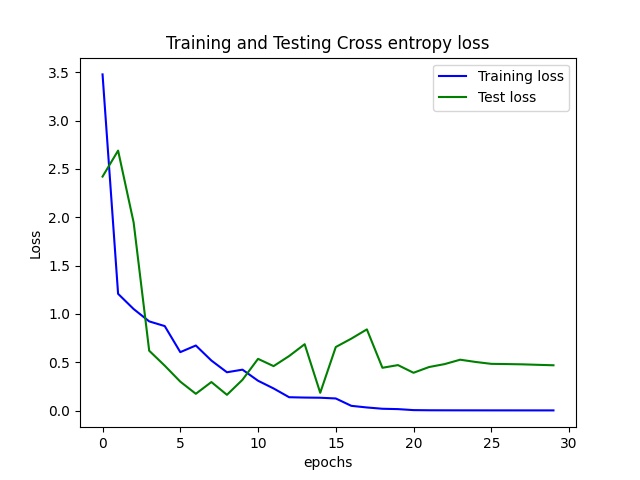 Training and Testing Cross entropy loss
Training loss
Test loss
3.5
3.0
2.5
2.0
1.5
1.0
0.5
0.0
Loss
0 5 10 15 20 25 30
epochs